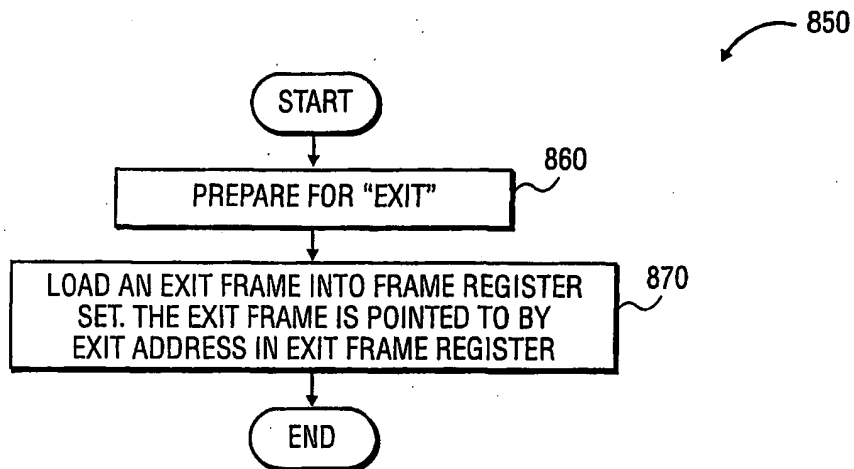 850
START
PREPARE FOR “EXIT”
860
LOAD AN EXIT FRAME INTO FRAME REGISTER
SET. THE EXIT FRAME IS POINTED TO BY
EXIT ADDRESS IN EXIT FRAME REGISTER
870
END